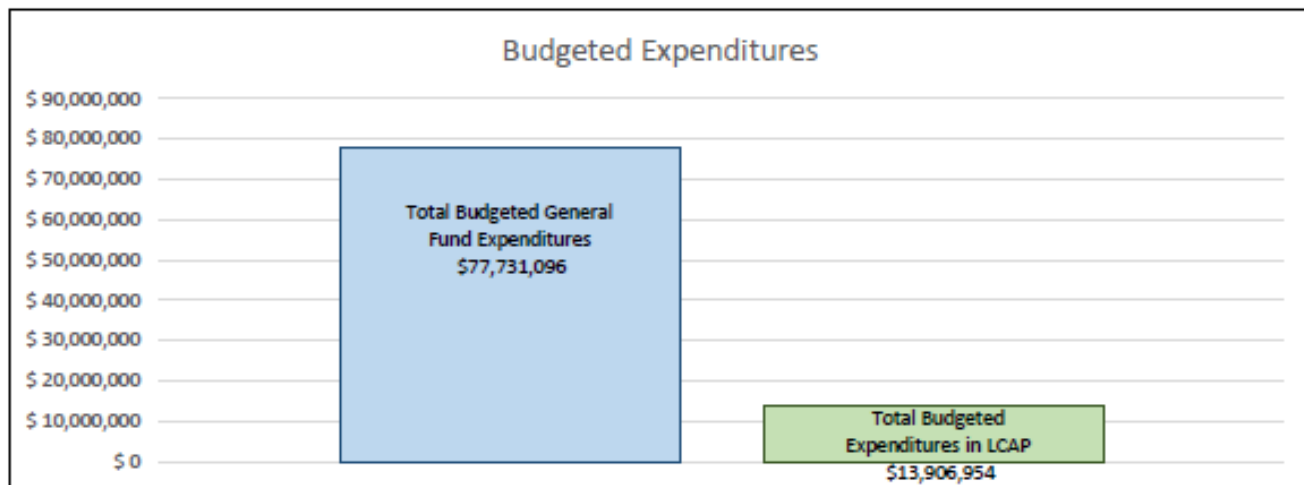 Budgeted Expenditures
$ 90,000,000
$ 80,000,000
$ 70,000,000
$ 60,000,000
$ 50,000,000
$ 40,000,000
$ 30,000,000
$ 20,000,000
$ 10,000,000
$ 0
Total Budgeted General
Fund Expenditures
$77,731,096
Total Budgeted
Expenditures in LCAP
$13,906,954